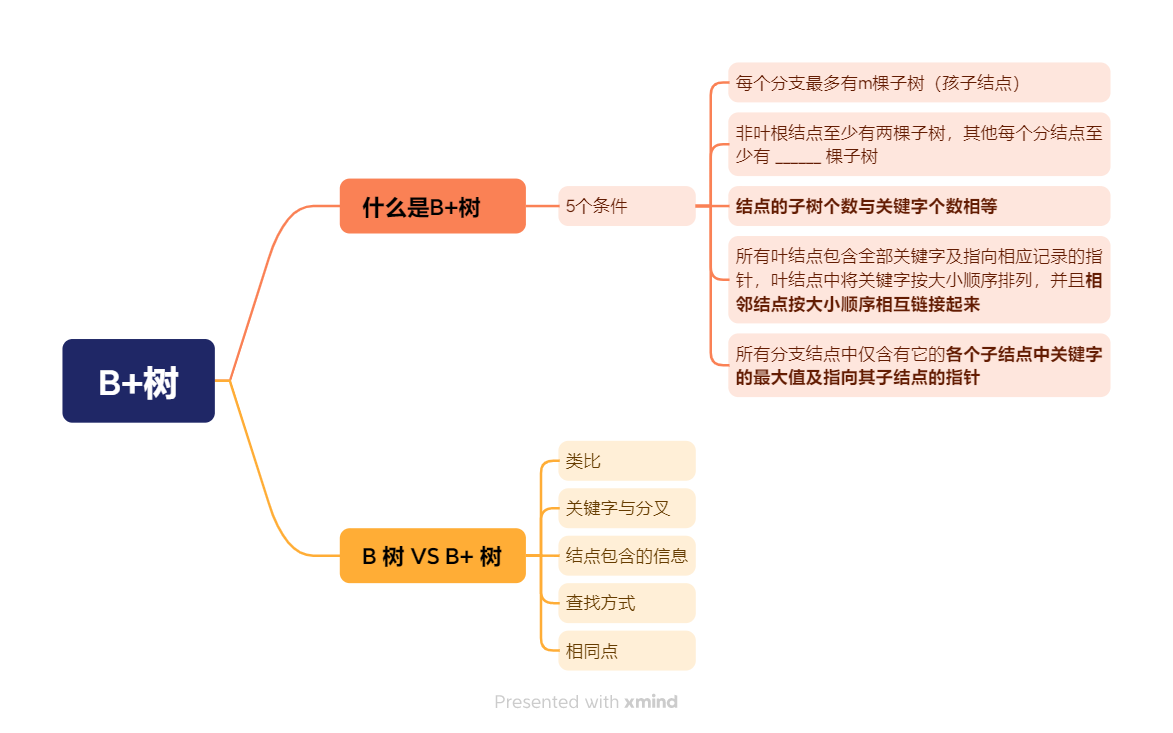 B+树
什么是B+树
5个条件
每个分支最多有m棵子树（孩子结点）
非叶根结点至少有两棵子树，其他每个分结点至
少有 ______ 棵子树
结点的子树个数与关键字个数相等
所有叶结点包含全部关键字及指向相应记录的指
针，叶结点中将关键字按大小顺序排列，并且相
邻结点按大小顺序相互链接起来
所有分支结点中仅含有它的各个子结点中关键字
的最大值及指向其子结点的指针
B 树 VS B+ 树
类比
关键字与分叉
结点包含的信息
查找方式
相同点
Presented with xmind